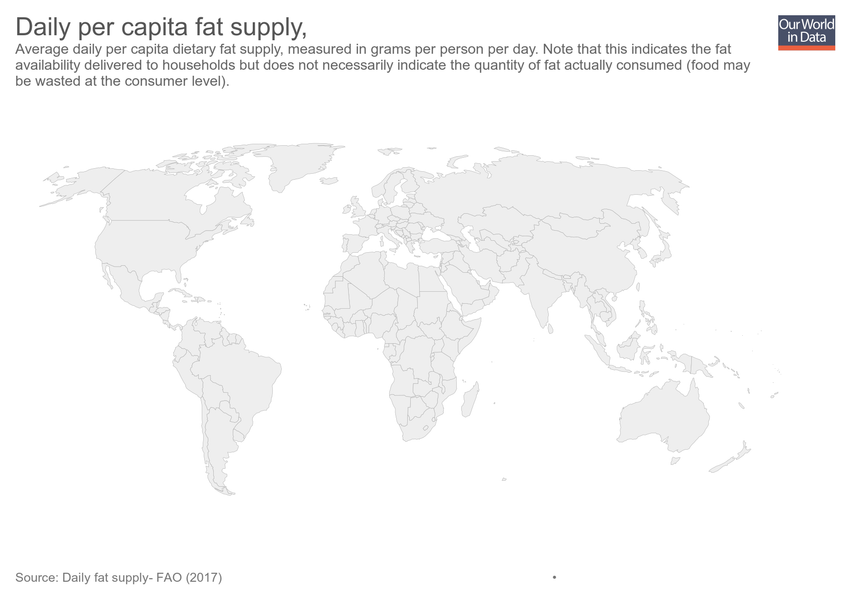 Daily per capita fat supply,
Our World
in Data
Average daily per capita dietary fat supply, measured in grams per person per day. Note that this indicates the fat
availability delivered to households but does not necessarily indicate the quantity of fat actually consumed (food may
be wasted at the consumer level).
Source: Daily fat supply- FAO (2017)
•